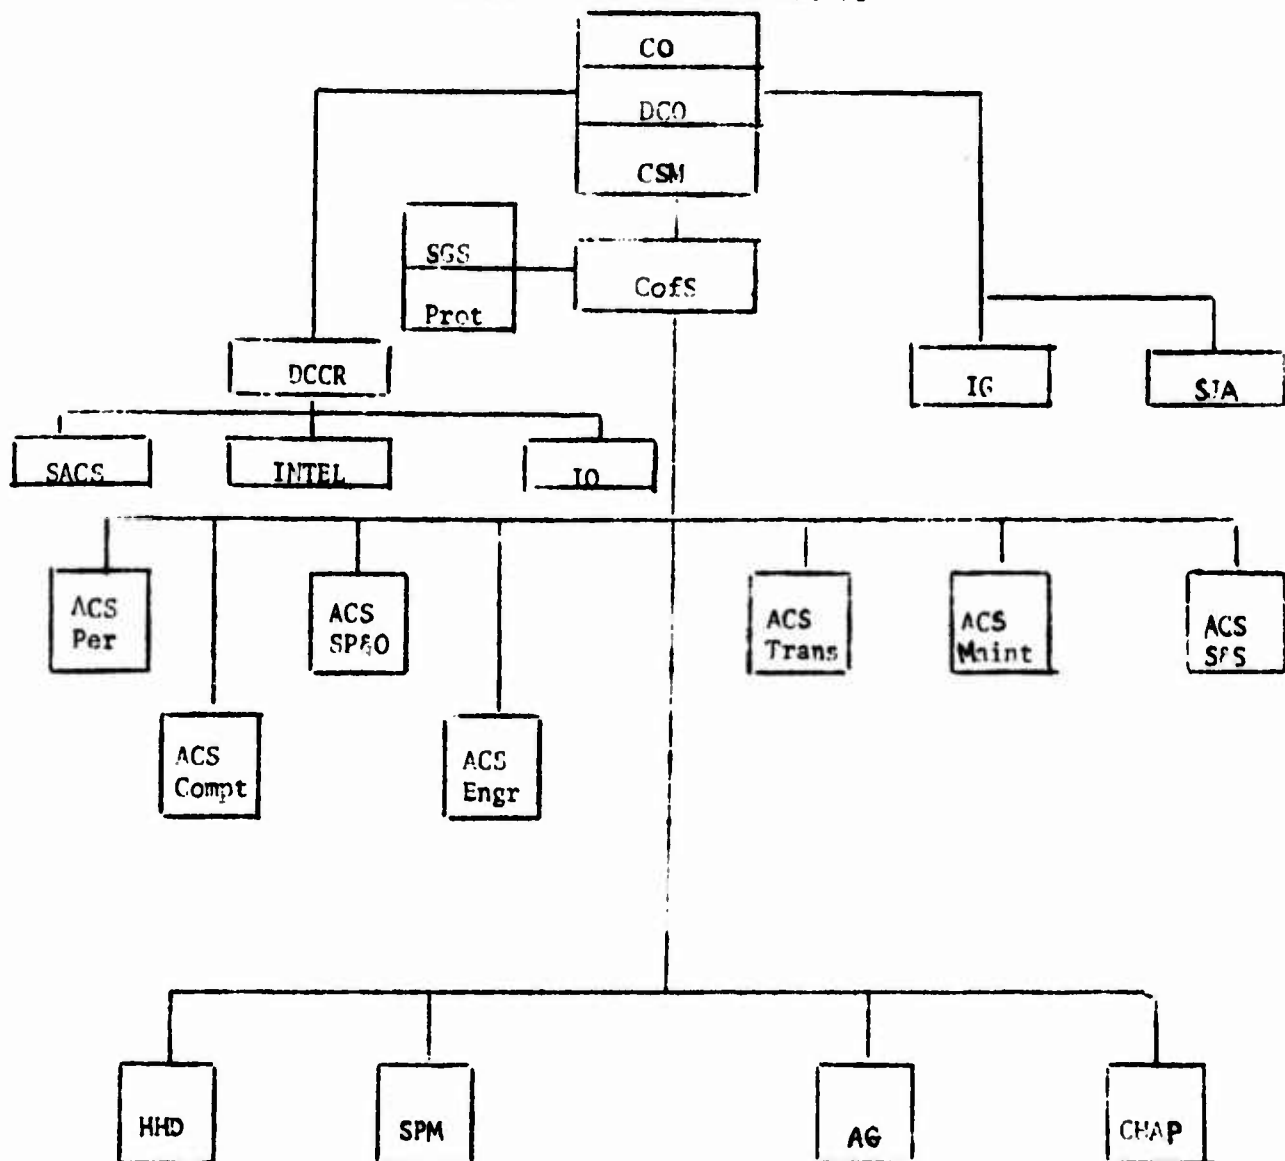 CO
DCO
CSM
SGS
Prot
CofS
DCCR
IG
SJA
SACS
INTEL
IO
ACS
Per
ACS
SP&O
ACS
Trans
ACS
Maint
ACS
S&S
ACS
Compt
ACS
Engr
HHD
SPM
AG
CHAP